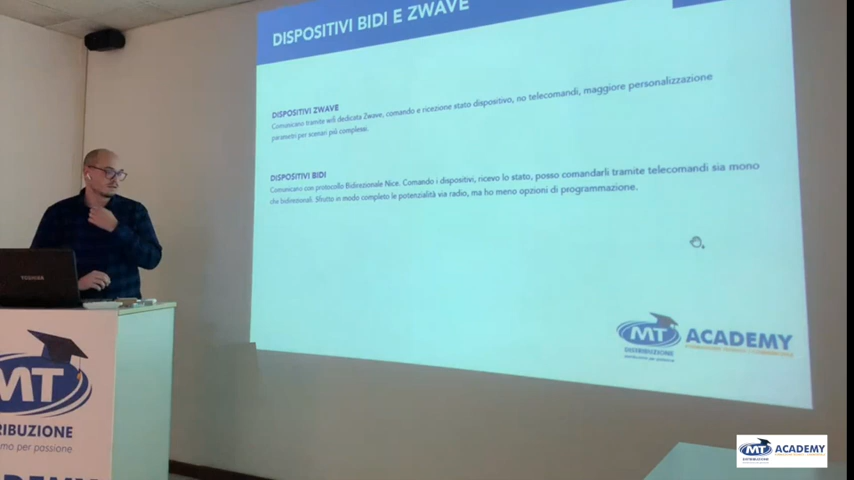 DISPOSITIVI BIDI E ZWAVE
DISPOSITIVI ZWAVE
Comunicano tramite wifi dedicata Zwave, comando e ricezione stato dispositivo, no telecomandi, maggiore personalizzazione
parametri per scenari più complessi.
DISPOSITIVI BIDI
Comunicano con protocollo Bidirezionale Nice. Comando i dispositivi, ricevo lo stato, posso comandarli tramite telecomandi sia mono
che bidirezionali. Sfrutto in modo completo le potenzialità via radio, ma ho meno opzioni di programmazione.
TOSHIBA
MT ACADEMY
DISTRIBUZIONE
MT
RIBUZIONE
mo per passione
MT ACADEMY